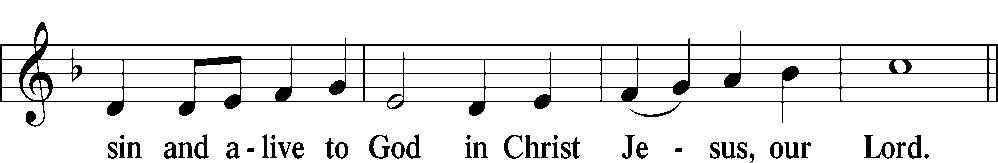 sin and a - live to God in Christ Je - sus, our Lord.